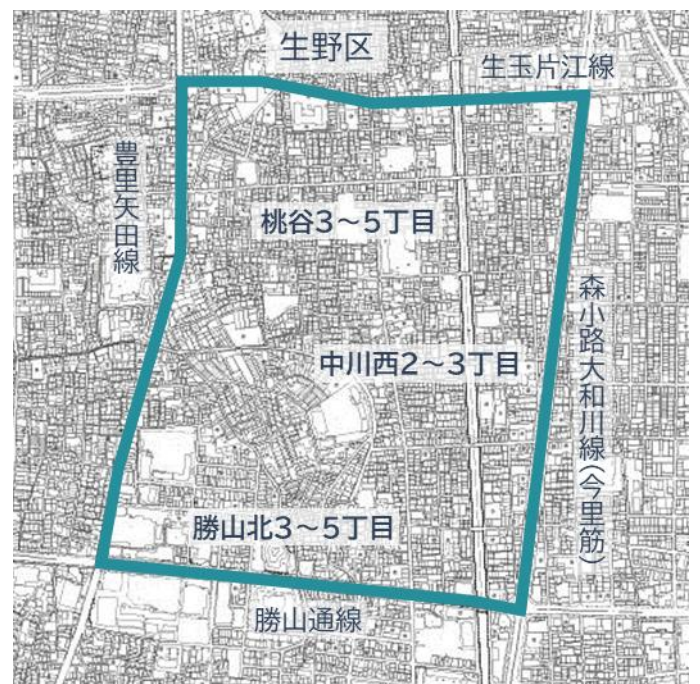 生野区
生玉片江線
豊里矢田線
桃谷3～5丁目
森小路大和川線(今里筋)
中川西2～3丁目
勝山北3～5丁目
勝山通線